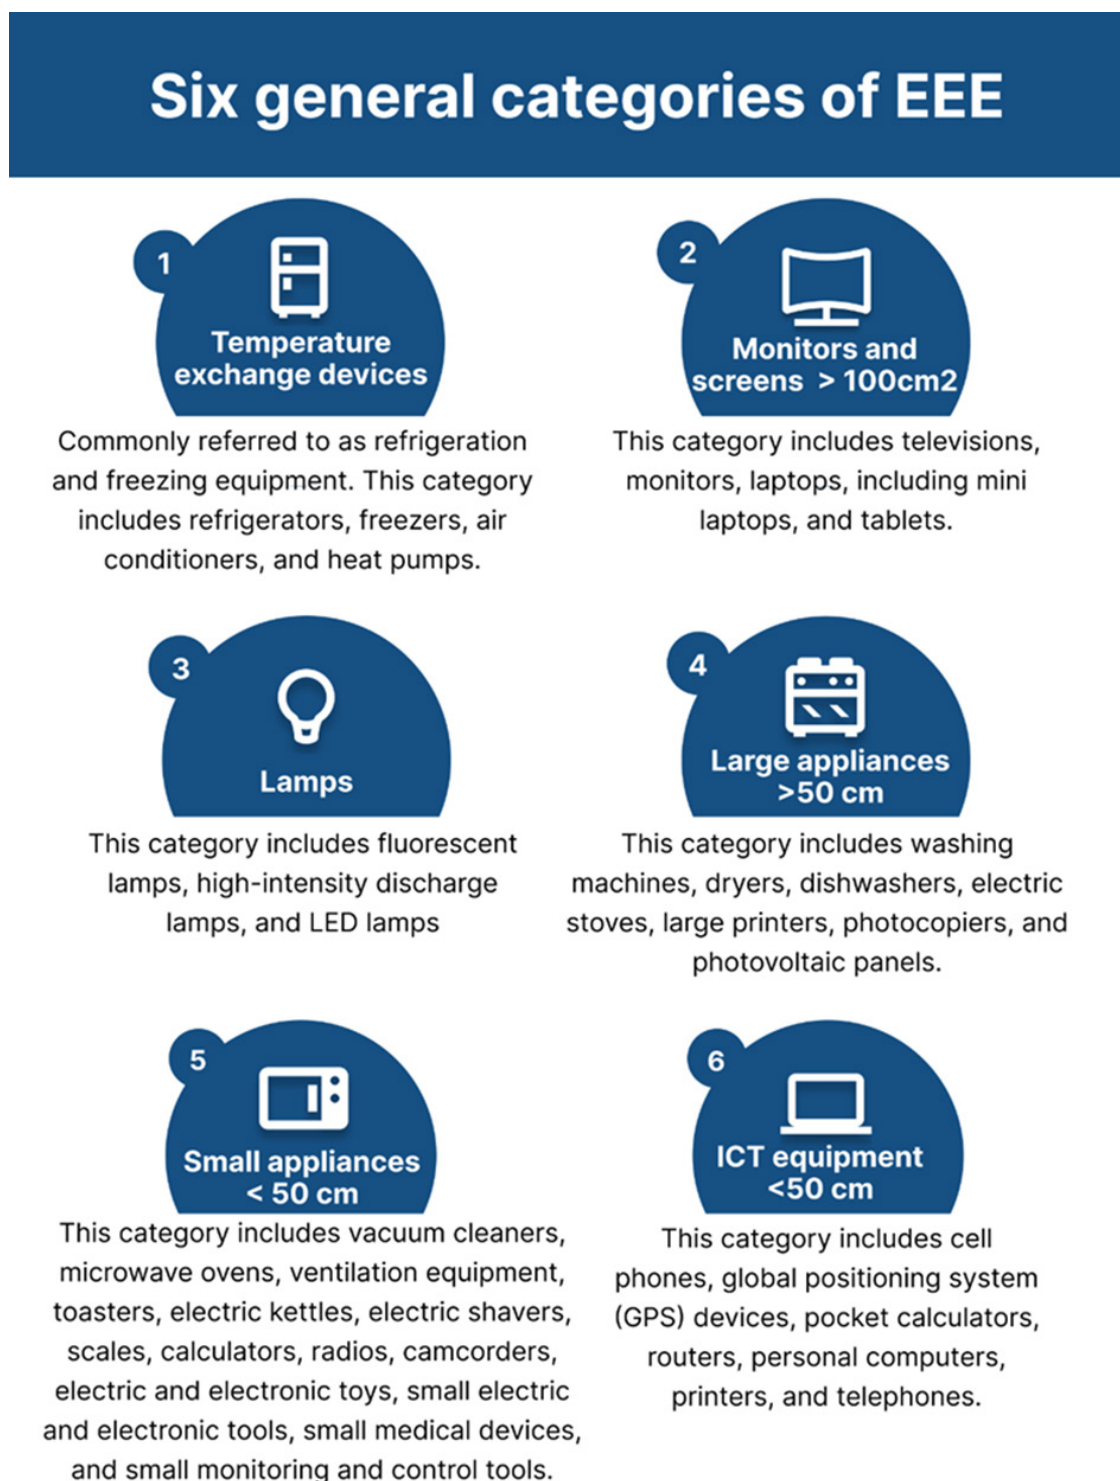 Six general categories of EEE
1
Temperature
exchange devices
Commonly referred to as refrigeration
and freezing equipment. This category
includes refrigerators, freezers, air
conditioners, and heat pumps.
2
Monitors and
screens > 100cm2
This category includes televisions,
monitors, laptops, including mini
laptops, and tablets.
3
Lamps
This category includes fluorescent
lamps, high-intensity discharge
lamps, and LED lamps
4
Large appliances
>50 cm
This category includes washing
machines, dryers, dishwashers, electric
stoves, large printers, photocopiers, and
photovoltaic panels.
5
Small appliances
< 50 cm
This category includes vacuum cleaners,
microwave ovens, ventilation equipment,
toasters, electric kettles, electric shavers,
scales, calculators, radios, camcorders,
electric and electronic toys, small electric
and electronic tools, small medical devices,
and small monitoring and control tools.
6
ICT equipment
<50 cm
This category includes cell
phones, global positioning system
(GPS) devices, pocket calculators,
routers, personal computers,
printers, and telephones.